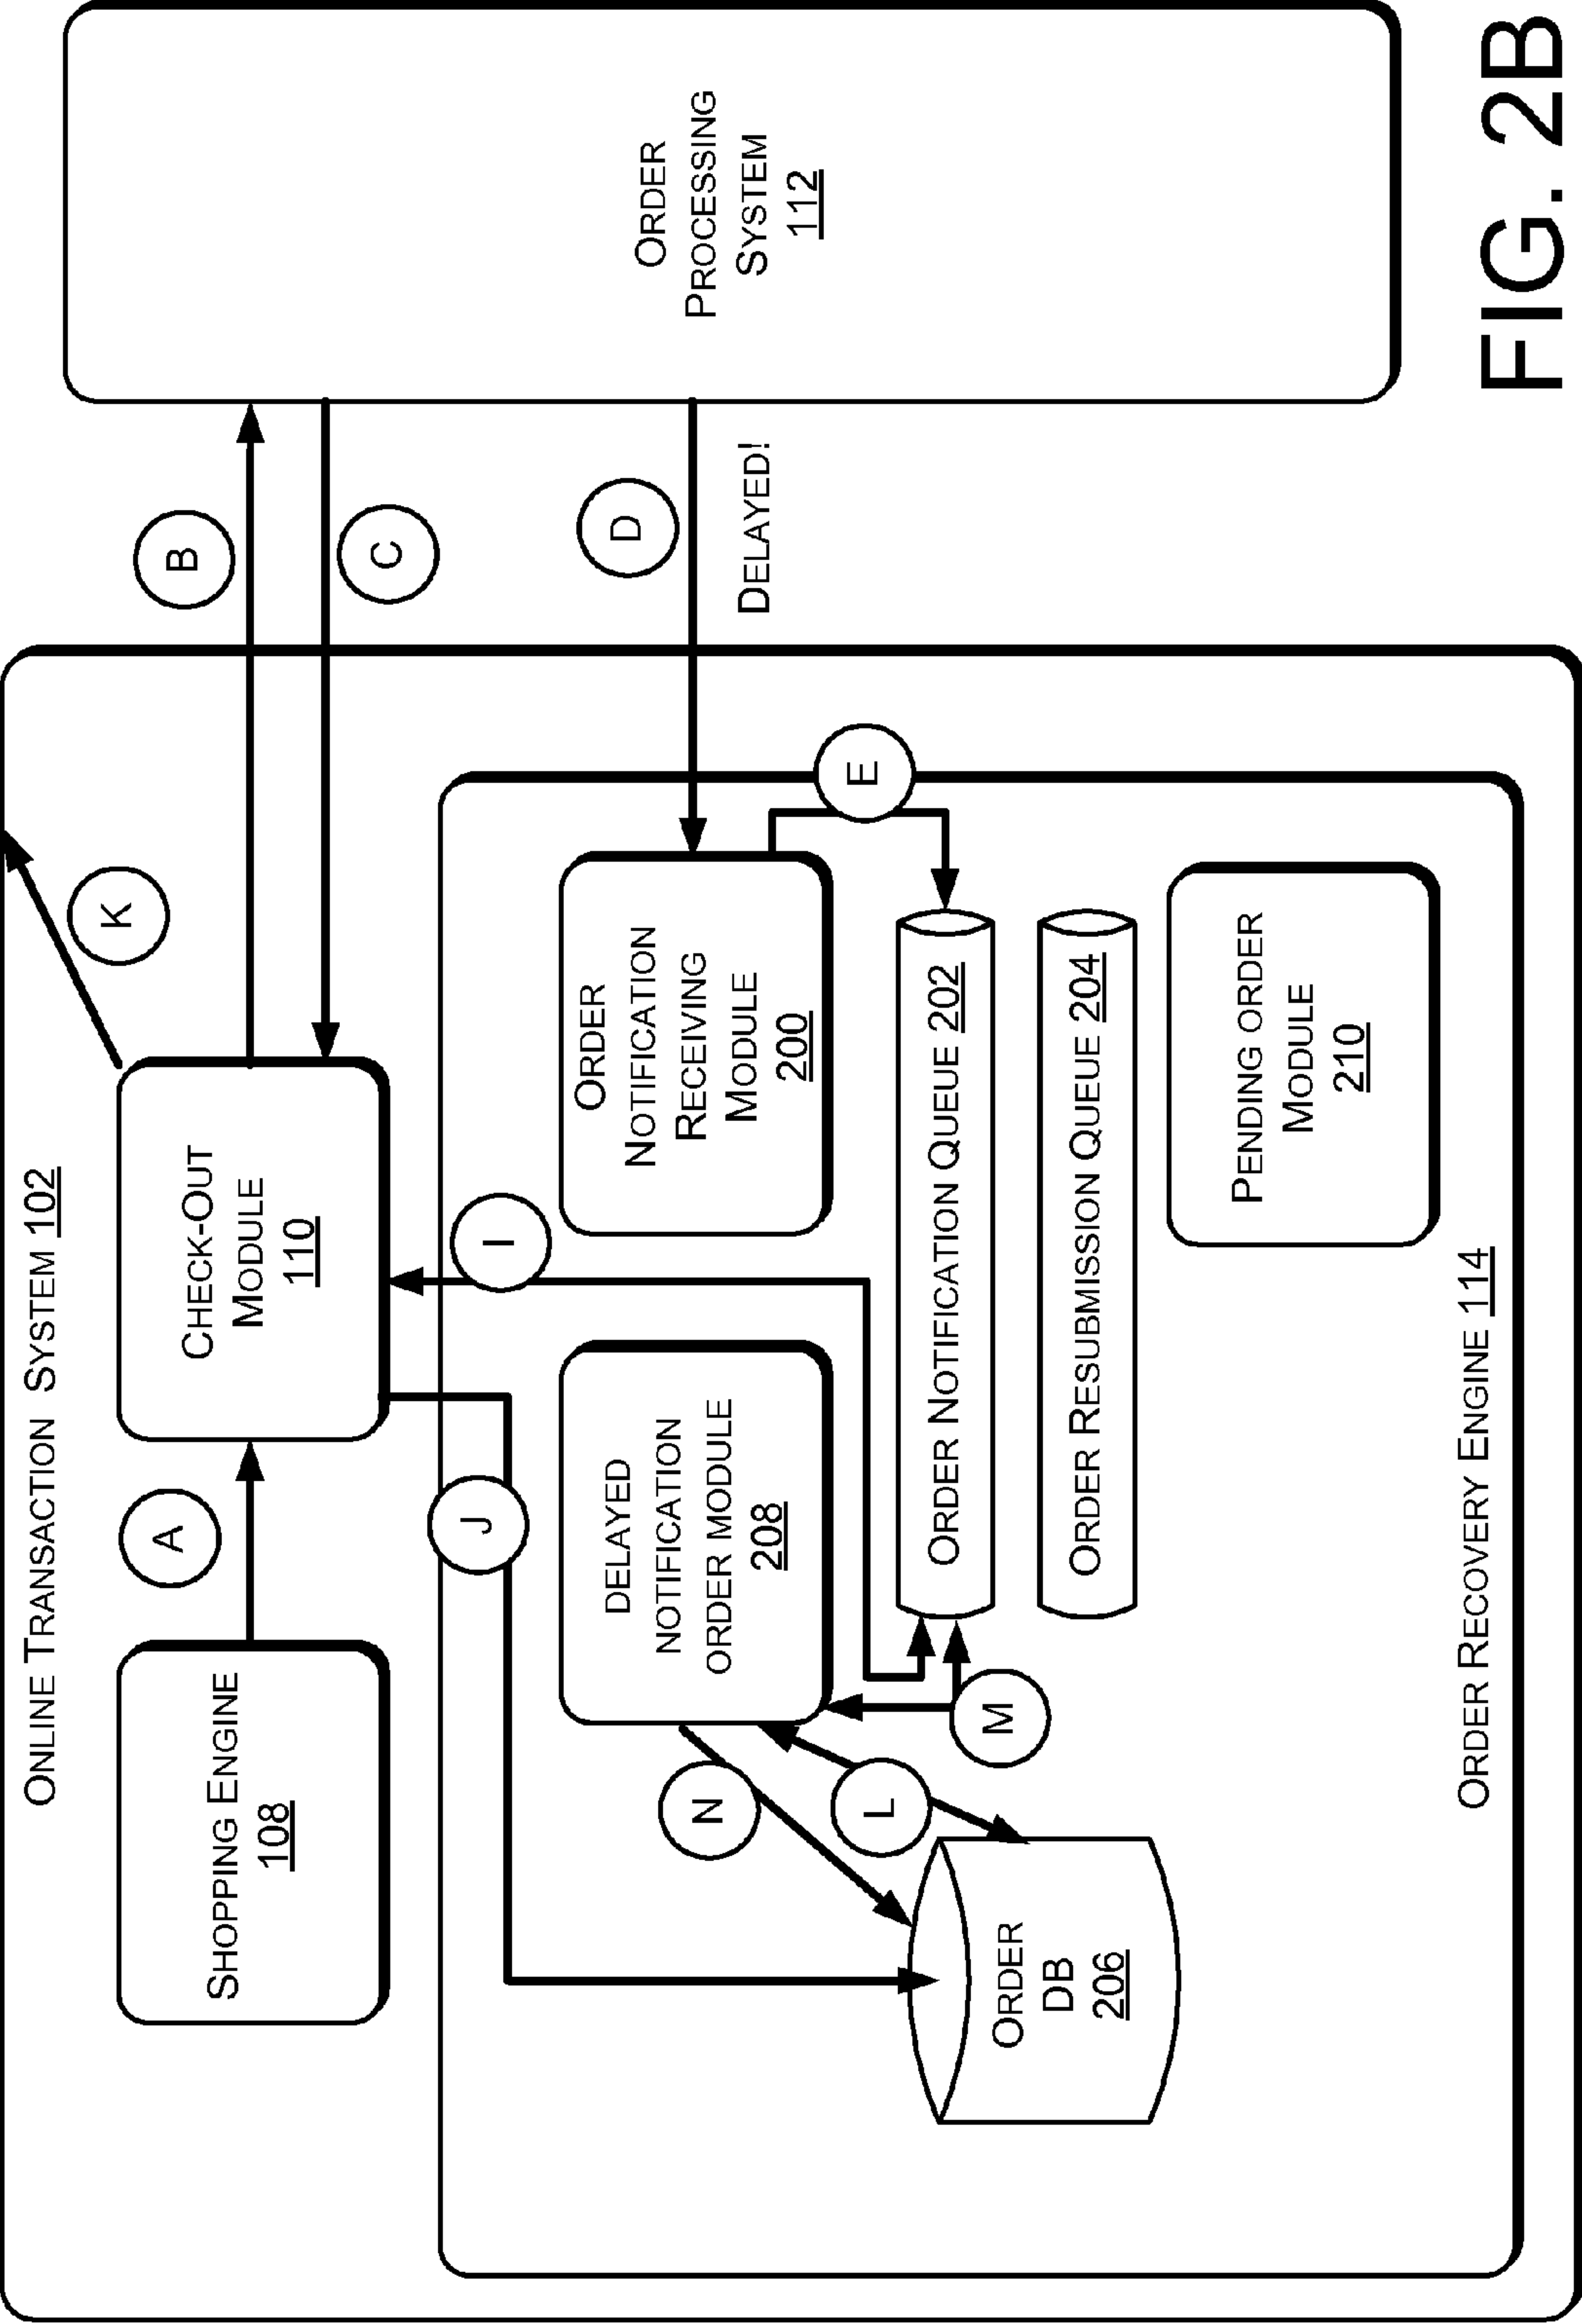 ONLINE TRANSACTION SYSTEM 102
SHOPPING ENGINE
108
A
CHECK-OUT
MODULE
110
K
B
C
D
DELAYED!
ORDER
PROCESSING
SYSTEM
112
J
I
DELAYED
NOTIFICATION
ORDER MODULE
208
ORDER
NOTIFICATION
RECEIVING
MODULE
200
E
N
L
M
ORDER NOTIFICATION QUEUE 202
ORDER RESUBMISSION QUEUE 204
ORDER
DB
206
PENDING ORDER
MODULE
210
ORDER RECOVERY ENGINE 114
FIG. 2B